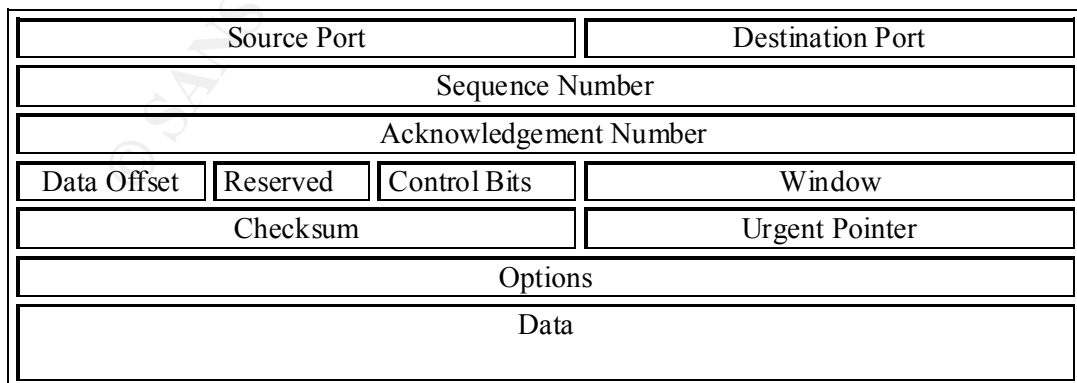 © SANS
Source Port Destination Port
Sequence Number
Acknowledgement Number
Data Offset Reserved Control Bits Window
Checksum Urgent Pointer
Options
Data